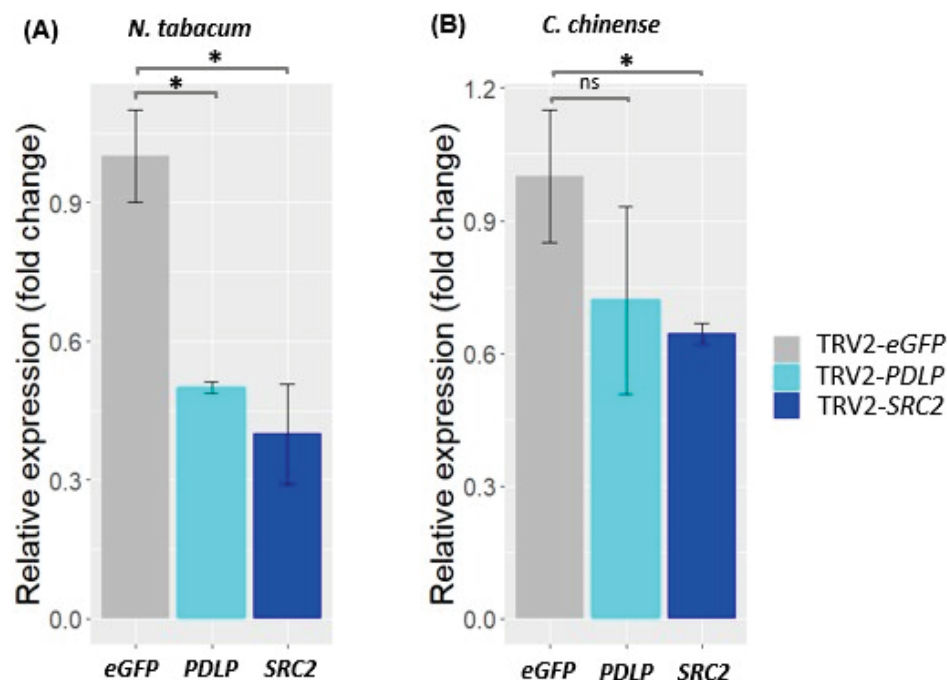 (A)
N. tabacum
*
*
Relative expression (fold change)
0.9
0.6
0.3
0.0
eGFP PDLP SRC2
(B)
C. chinense
*
ns
Relative expression (fold change)
1.2
0.9
0.6
0.3
0.0
eGFP PDLP SRC2
TRV2-eGFP
TRV2-PDLP
TRV2-SRC2